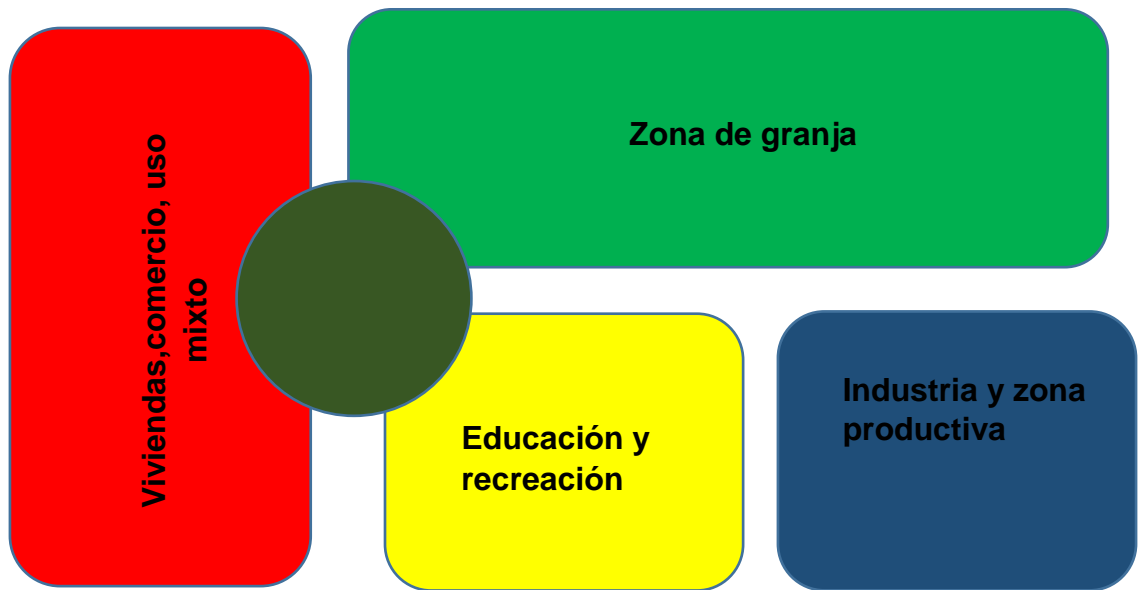 Viviendas,comercio, uso
mixto
Zona de granja
Educación y
recreación
Industria y zona
productiva